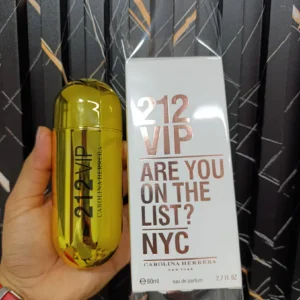 212 VIP
CAROLINA HERRERA
212
VIP
ARE YOU
ON THE
LIST?
NYC
CAROLINA HERRERA
NEW YORK
℮ 80ml eau de parfum 2.7 FL OZ